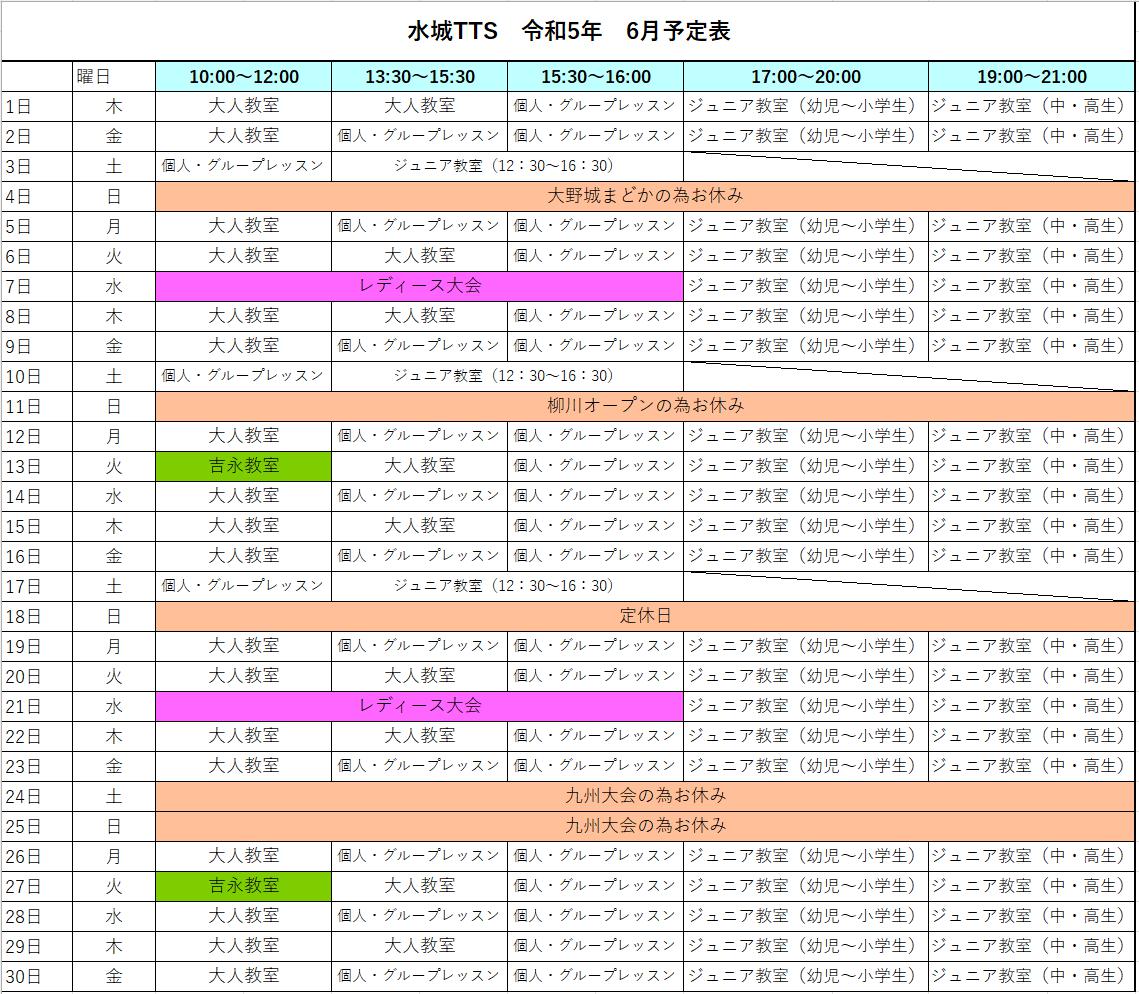 水城TTS　令和5年　6月予定表
曜日 10:00～12:00 13:30～15:30 15:30～16:00 17:00～20:00 19:00～21:00
1日 木 大人教室 大人教室 個人・グループレッスン ジュニア教室（幼児～小学生） ジュニア教室（中・高生）
2日 金 大人教室 個人・グループレッスン 個人・グループレッスン ジュニア教室（幼児～小学生） ジュニア教室（中・高生）
3日 土 個人・グループレッスン ジュニア教室（12：30～16：30）
4日 日 大野城まどかの為お休み
5日 月 大人教室 個人・グループレッスン 個人・グループレッスン ジュニア教室（幼児～小学生） ジュニア教室（中・高生）
6日 火 大人教室 大人教室 個人・グループレッスン ジュニア教室（幼児～小学生） ジュニア教室（中・高生）
7日 水 レディース大会 ジュニア教室（幼児～小学生） ジュニア教室（中・高生）
8日 木 大人教室 大人教室 個人・グループレッスン ジュニア教室（幼児～小学生） ジュニア教室（中・高生）
9日 金 大人教室 個人・グループレッスン 個人・グループレッスン ジュニア教室（幼児～小学生） ジュニア教室（中・高生）
10日 土 個人・グループレッスン ジュニア教室（12：30～16：30）
11日 日 柳川オープンの為お休み
12日 月 大人教室 個人・グループレッスン 個人・グループレッスン ジュニア教室（幼児～小学生） ジュニア教室（中・高生）
13日 火 吉永教室 大人教室 個人・グループレッスン ジュニア教室（幼児～小学生） ジュニア教室（中・高生）
14日 水 大人教室 個人・グループレッスン 個人・グループレッスン ジュニア教室（幼児～小学生） ジュニア教室（中・高生）
15日 木 大人教室 大人教室 個人・グループレッスン ジュニア教室（幼児～小学生） ジュニア教室（中・高生）
16日 金 大人教室 個人・グループレッスン 個人・グループレッスン ジュニア教室（幼児～小学生） ジュニア教室（中・高生）
17日 土 個人・グループレッスン ジュニア教室（12：30～16：30）
18日 日 定休日
19日 月 大人教室 個人・グループレッスン 個人・グループレッスン ジュニア教室（幼児～小学生） ジュニア教室（中・高生）
20日 火 大人教室 大人教室 個人・グループレッスン ジュニア教室（幼児～小学生） ジュニア教室（中・高生）
21日 水 レディース大会 ジュニア教室（幼児～小学生） ジュニア教室（中・高生）
22日 木 大人教室 大人教室 個人・グループレッスン ジュニア教室（幼児～小学生） ジュニア教室（中・高生）
23日 金 大人教室 個人・グループレッスン 個人・グループレッスン ジュニア教室（幼児～小学生） ジュニア教室（中・高生）
24日 土 九州大会の為お休み
25日 日 九州大会の為お休み
26日 月 大人教室 個人・グループレッスン 個人・グループレッスン ジュニア教室（幼児～小学生） ジュニア教室（中・高生）
27日 火 吉永教室 大人教室 個人・グループレッスン ジュニア教室（幼児～小学生） ジュニア教室（中・高生）
28日 水 大人教室 個人・グループレッスン 個人・グループレッスン ジュニア教室（幼児～小学生） ジュニア教室（中・高生）
29日 木 大人教室 大人教室 個人・グループレッスン ジュニア教室（幼児～小学生） ジュニア教室（中・高生）
30日 金 大人教室 個人・グループレッスン 個人・グループレッスン ジュニア教室（幼児～小学生） ジュニア教室（中・高生）